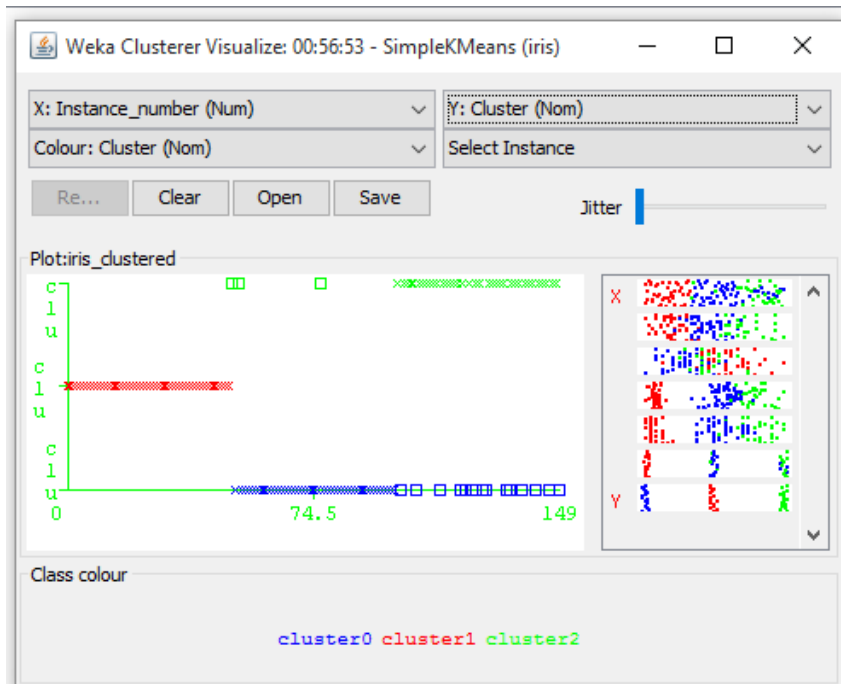 Weka Clusterer Visualize: 00:56:53 - SimpleKMeans (iris)
X: Instance_number (Num) Y: Cluster (Nom)
Colour: Cluster (Nom) Select Instance
Re... Clear Open Save Jitter
Plot:iris_clustered
c
l
u
c
l
u
c
l
u
0 74.5 149
X
Y
Class colour
cluster0 cluster1 cluster2